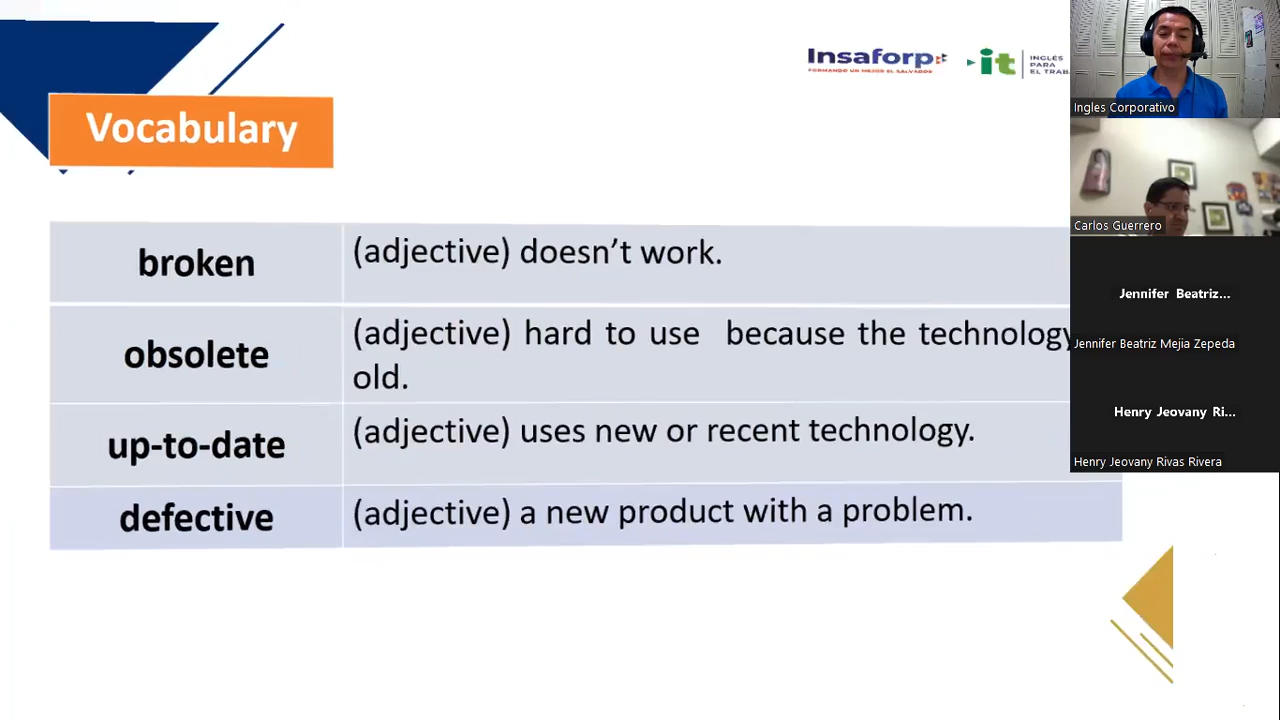 Insaforp
FORMANDO UN MEJOR EL SALVADOR
it
INGLÉS
PARA
EL TRAB
Ingles Corporativo
Vocabulary
Carlos Guerrero
broken
(adjective) doesn't work.
Jennifer Beatriz...
Jennifer Beatriz Mejia Zepeda
obsolete
(adjective) hard to use because the technology
old.
Henry Jeovany Ri...
Henry Jeovany Rivas Rivera
up-to-date
(adjective) uses new or recent technology.
defective
(adjective) a new product with a problem.